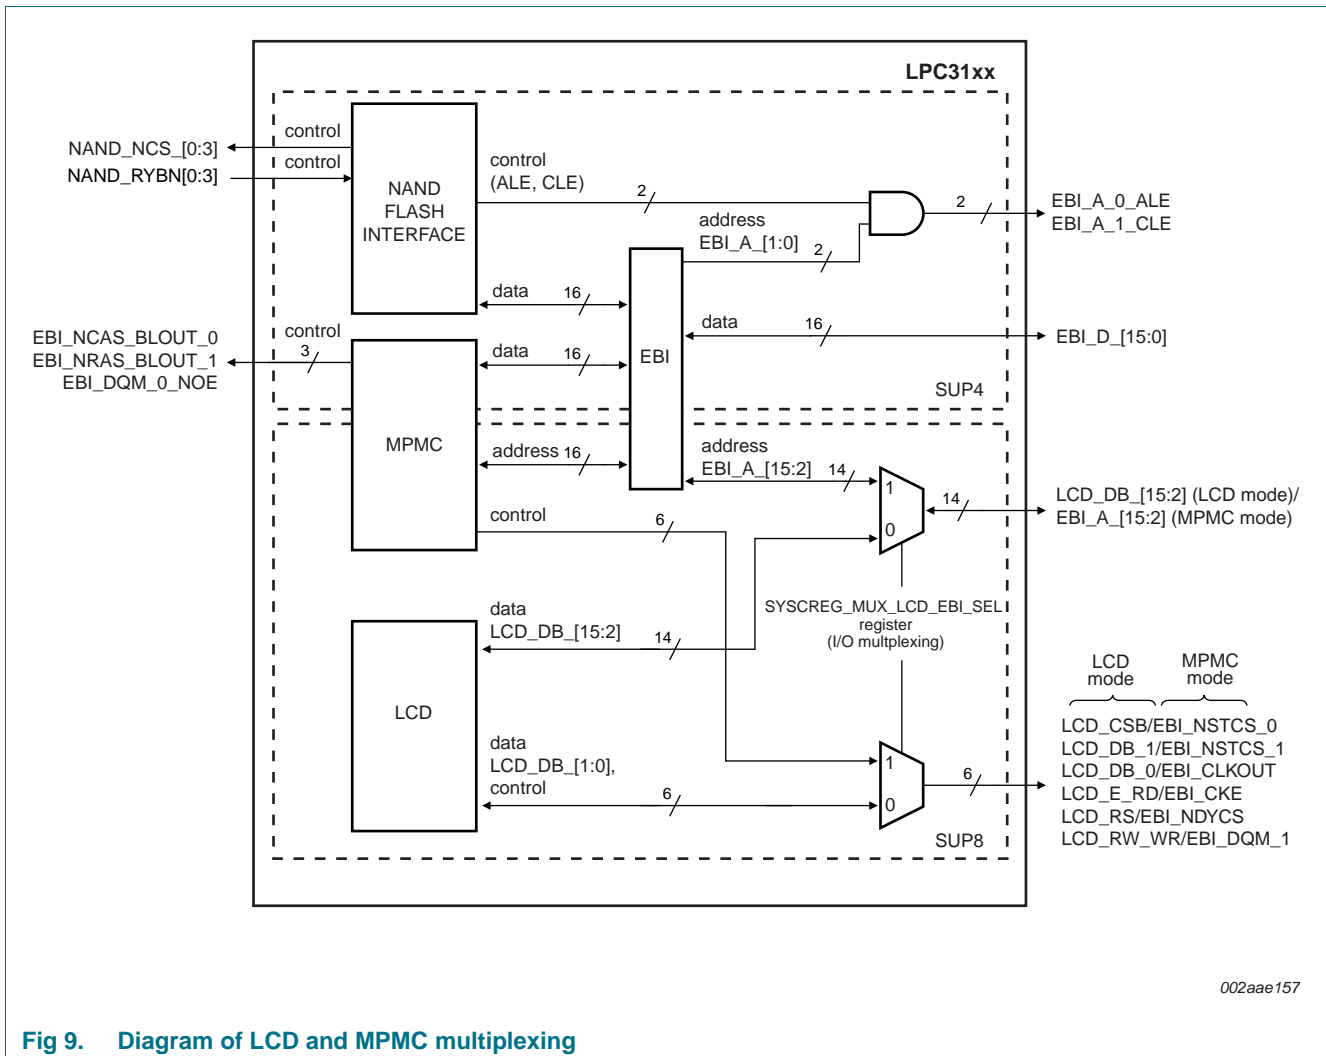 LPC31xx
NAND_NCS_[0:3]
NAND_RYBN[0:3]
control
control
NAND
FLASH
INTERFACE
control
(ALE, CLE)
2
address
EBI_A_[1:0]
2
2
EBI_A_0_ALE
EBI_A_1_CLE
data
16
EBI_NCAS_BLOUT_0
EBI_NRAS_BLOUT_1
EBI_DQM_0_NOE
control
3
data
16
EBI
data
16
EBI_D_[15:0]
SUP4
MPMC
address
16
address
EBI_A_[15:2]
14
1
0
14
LCD_DB_[15:2] (LCD mode)/
EBI_A_[15:2] (MPMC mode)
control
6
SYSCREG_MUX_LCD_EBI_SEL
register
(I/O multplexing)
data
LCD_DB_[15:2]
14
LCD
data
LCD_DB_[1:0],
control
6
1
0
6
SUP8
LCD
mode
MPMC
mode
LCD_CSB/EBI_NSTCS_0
LCD_DB_1/EBI_NSTCS_1
LCD_DB_0/EBI_CLKOUT
LCD_E_RD/EBI_CKE
LCD_RS/EBI_NDYCS
LCD_RW_WR/EBI_DQM_1
002aae157
Fig 9. Diagram of LCD and MPMC multiplexing